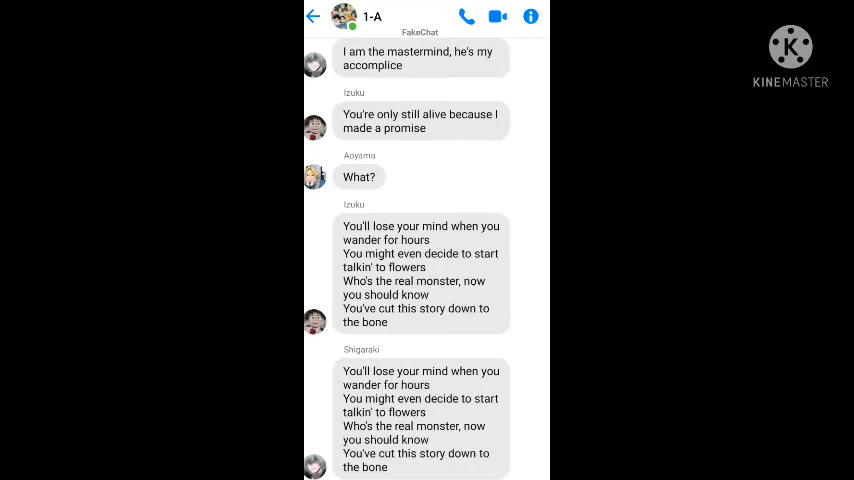 1-A
FakeChat
K
KINEMASTER
I am the mastermind, he's my
accomplice
Izuku
You're only still alive because I
made a promise
Aoyama
What?
Izuku
You'll lose your mind when you
wander for hours
You might even decide to start
talkin' to flowers
Who's the real monster, now
you should know
You've cut this story down to
the bone
Shigaraki
You'll lose your mind when you
wander for hours
You might even decide to start
talkin' to flowers
Who's the real monster, now
you should know
You've cut this story down to
the bone